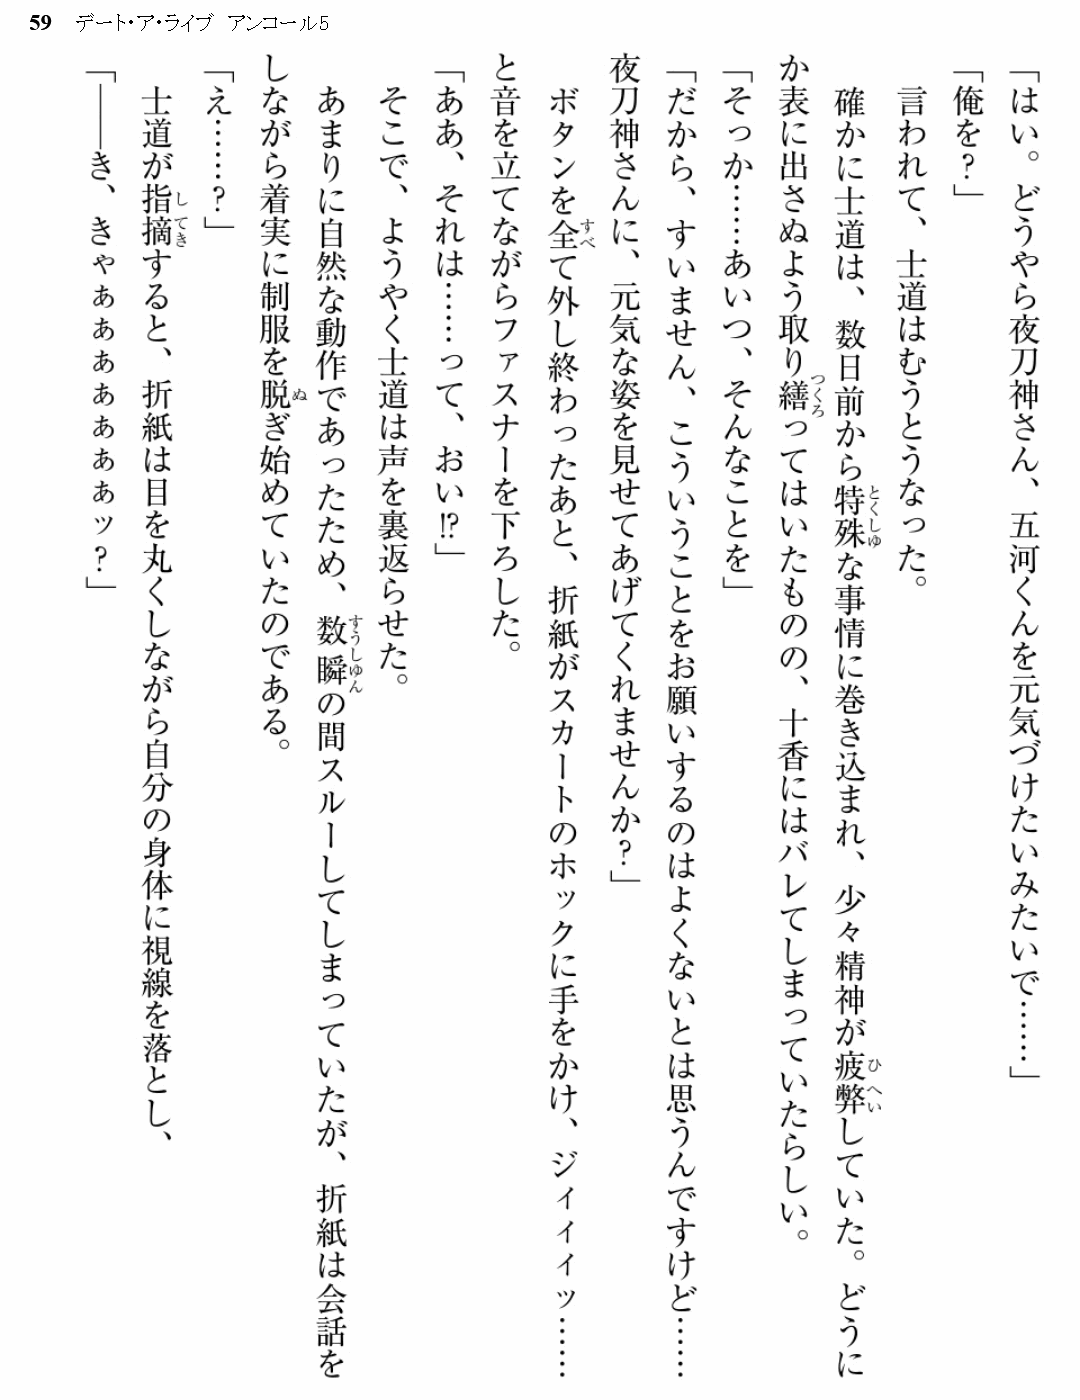 59 デート・ア・ライブ アンコール5
「はい。どうやら夜刀神さん、五河くんを元気づけたいみたいで……」
「俺を？」
言われて、士道はむうとうなった。
確かに士道は、数日前から特殊な事情に巻き込まれ、少々精神が疲弊していた。どうに
か表に出さぬよう取り繕ってはいたものの、十香にはバレてしまっていたらしい。
「そっか……あいつ、そんなことを」
「だから、すいません、こういうことをお願いするのはよくないとは思うんですけど……
夜刀神さんに、元気な姿を見せてあげてくれませんか？」
ボタンを全て外し終わったあと、折紙がスカートのホックに手をかけ、ジィィィッ……
と音を立てながらファスナーを下ろした。
「ああ、それは……って、おい!?」
そこで、ようやく士道は声を裏返らせた。
あまりに自然な動作であったため、数瞬の間スルーしてしまっていたが、折紙は会話を
しながら着実に制服を脱ぎ始めていたのである。
「え……？」
士道が指摘すると、折紙は目を丸くしながら自分の身体に視線を落とし、
「――き、きゃぁぁぁぁぁぁぁッ？」